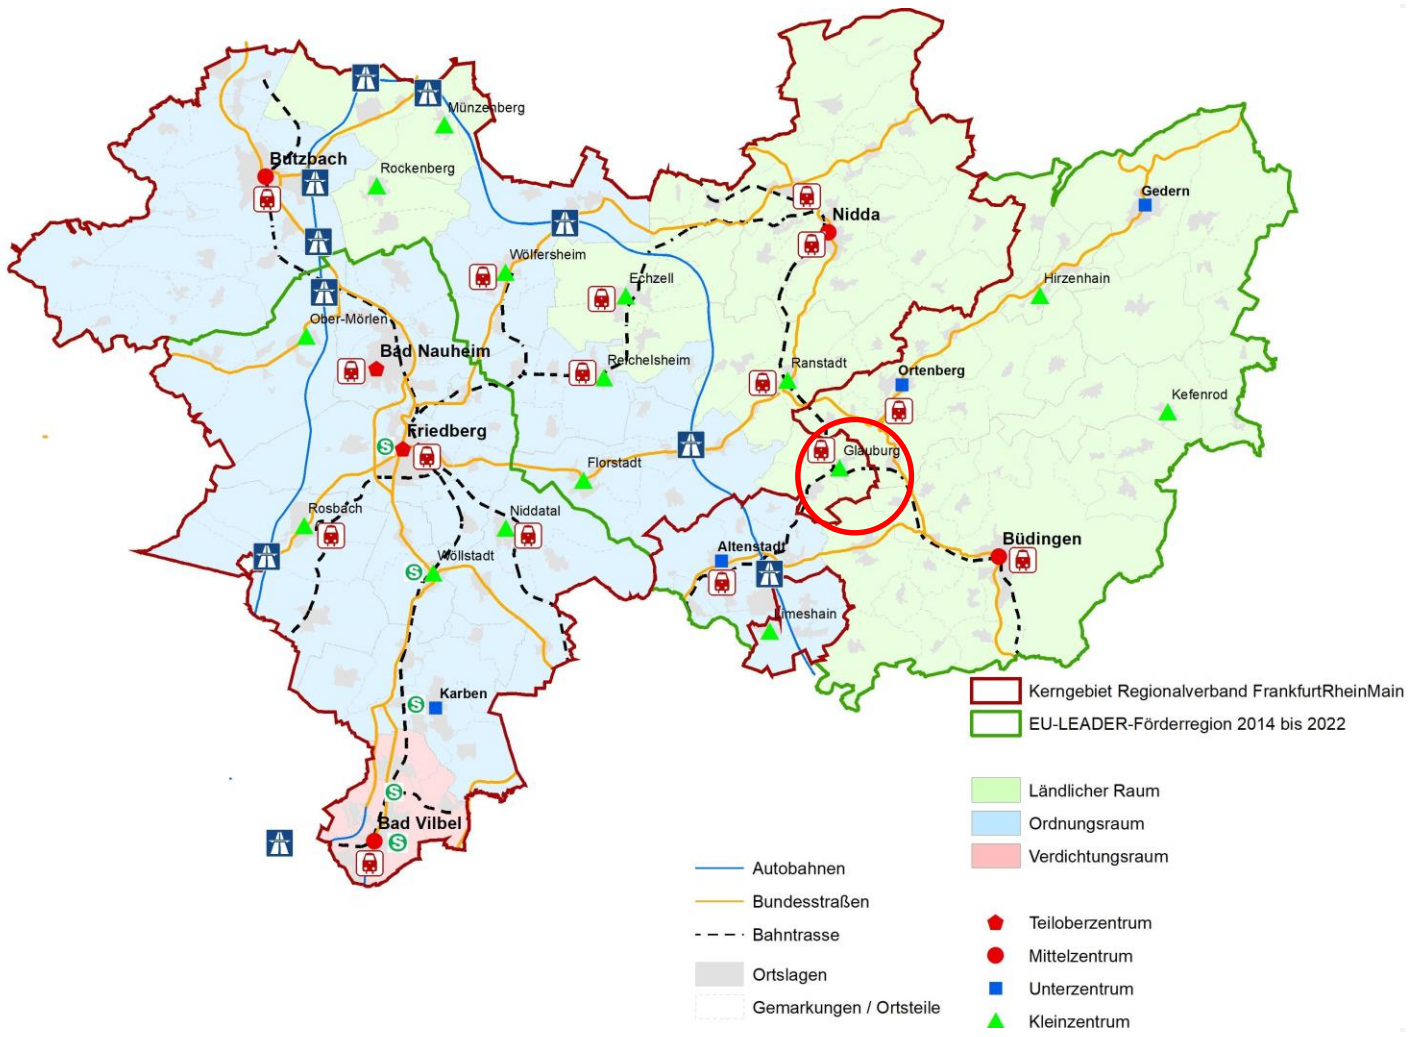 Münzenberg
Butzbach
Rockenberg
Gedern
Nidda
Wölfersheim
Echzell
Hirzenhain
Ober-Mörlen
Bad Nauheim
Reichelsheim
Ranstadt
Ortenberg
Kefenrod
Friedberg
S
Glauburg
Florstadt
Rosbach
Niddatal
Altenstadt
Büdingen
S
Wöllstadt
Limeshain
Karben
S
S
Bad Vilbel
S
Kerngebiet Regionalverband FrankfurtRheinMain
EU-LEADER-Förderregion 2014 bis 2022
Ländlicher Raum
Ordnungsraum
Verdichtungsraum
Autobahnen
Bundesstraßen
Bahntrasse
Ortslagen
Gemarkungen / Ortsteile
Teiloberzentrum
Mittelzentrum
Unterzentrum
Kleinzentrum